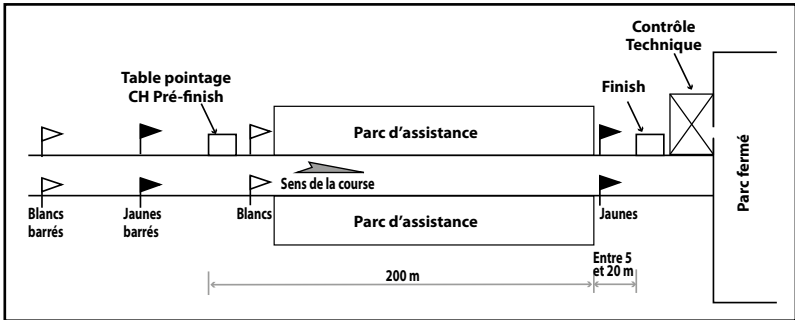 Contrôle
Technique
Table pointage
CH Pré-finish
Finish
Parc d'assistance
Sens de la course
Parc fermé
Blancs
barrés
Jaunes
barrés
Blancs
Parc d'assistance
Jaunes
200 m
Entre 5
et 20 m